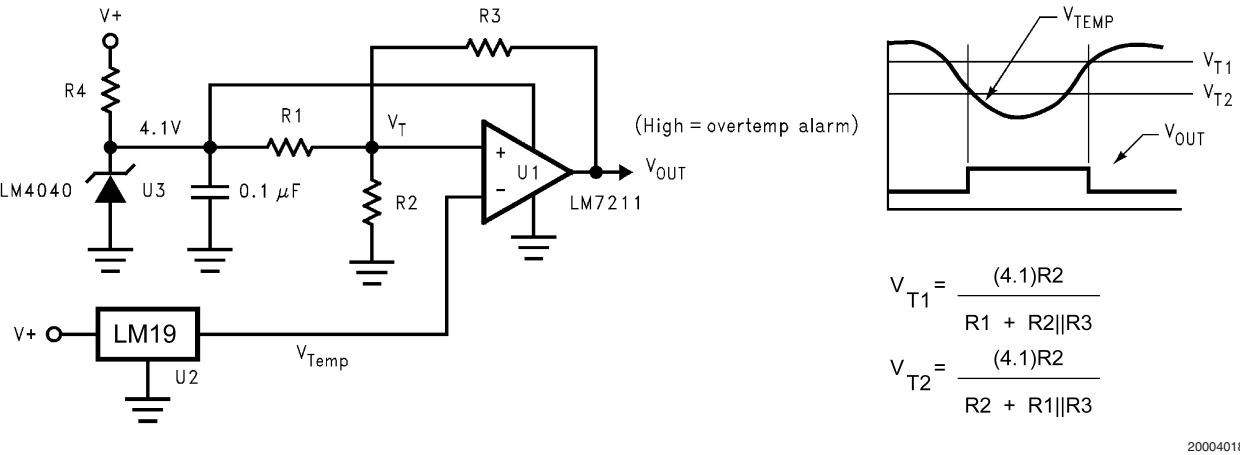 V+
R3
R4
4.1V
R1
V_T
(High = overtemp alarm)
+
U1
−
V_OUT
LM4040
U3
0.1 μF
R2
LM7211
V+
LM19
V_Temp
U2
V_TEMP
V_T1
V_T2
V_OUT
V_T1 = (4.1)R2
R1 + R2||R3
V_T2 = (4.1)R2
R2 + R1||R3
20004018